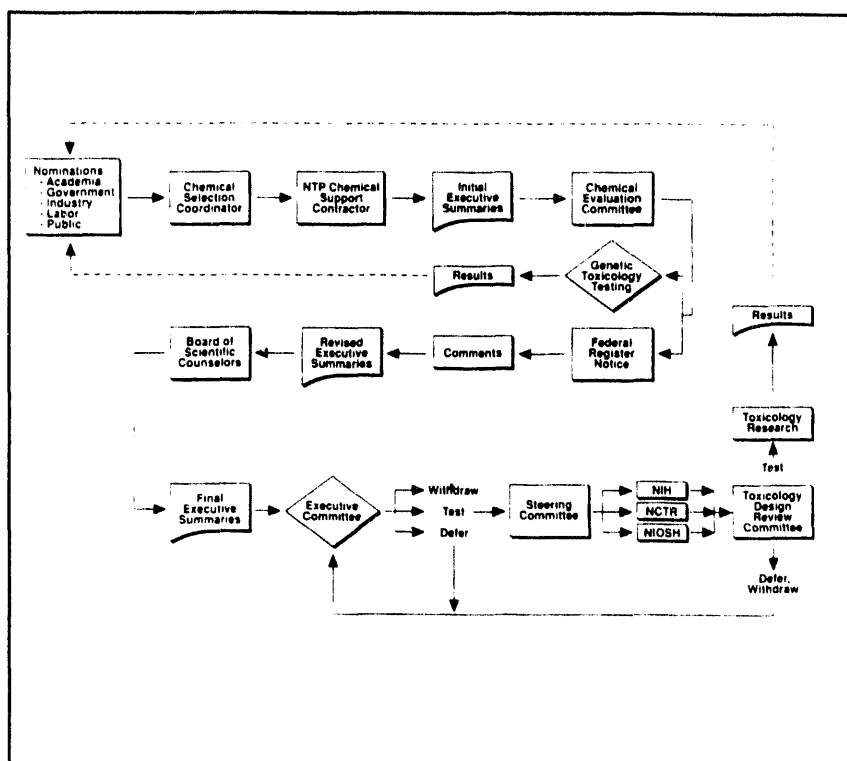 Nominations
- Academia
- Government
- Industry
- Labor
- Public
Chemical
Selection
Coordinator
NTP Chemical
Support
Contractor
Initial
Executive
Summaries
Chemical
Evaluation
Committee
Genetic
Toxicology
Testing
Results
Results
Board of
Scientific
Counselors
Revised
Executive
Summaries
Comments
Federal
Register
Notice
Toxicology
Research
Test
Final
Executive
Summaries
Executive
Committee
Withdraw
Test
Defer
Steering
Committee
NIH
NCTR
NIOSH
Toxicology
Design
Review
Committee
Defer,
Withdraw